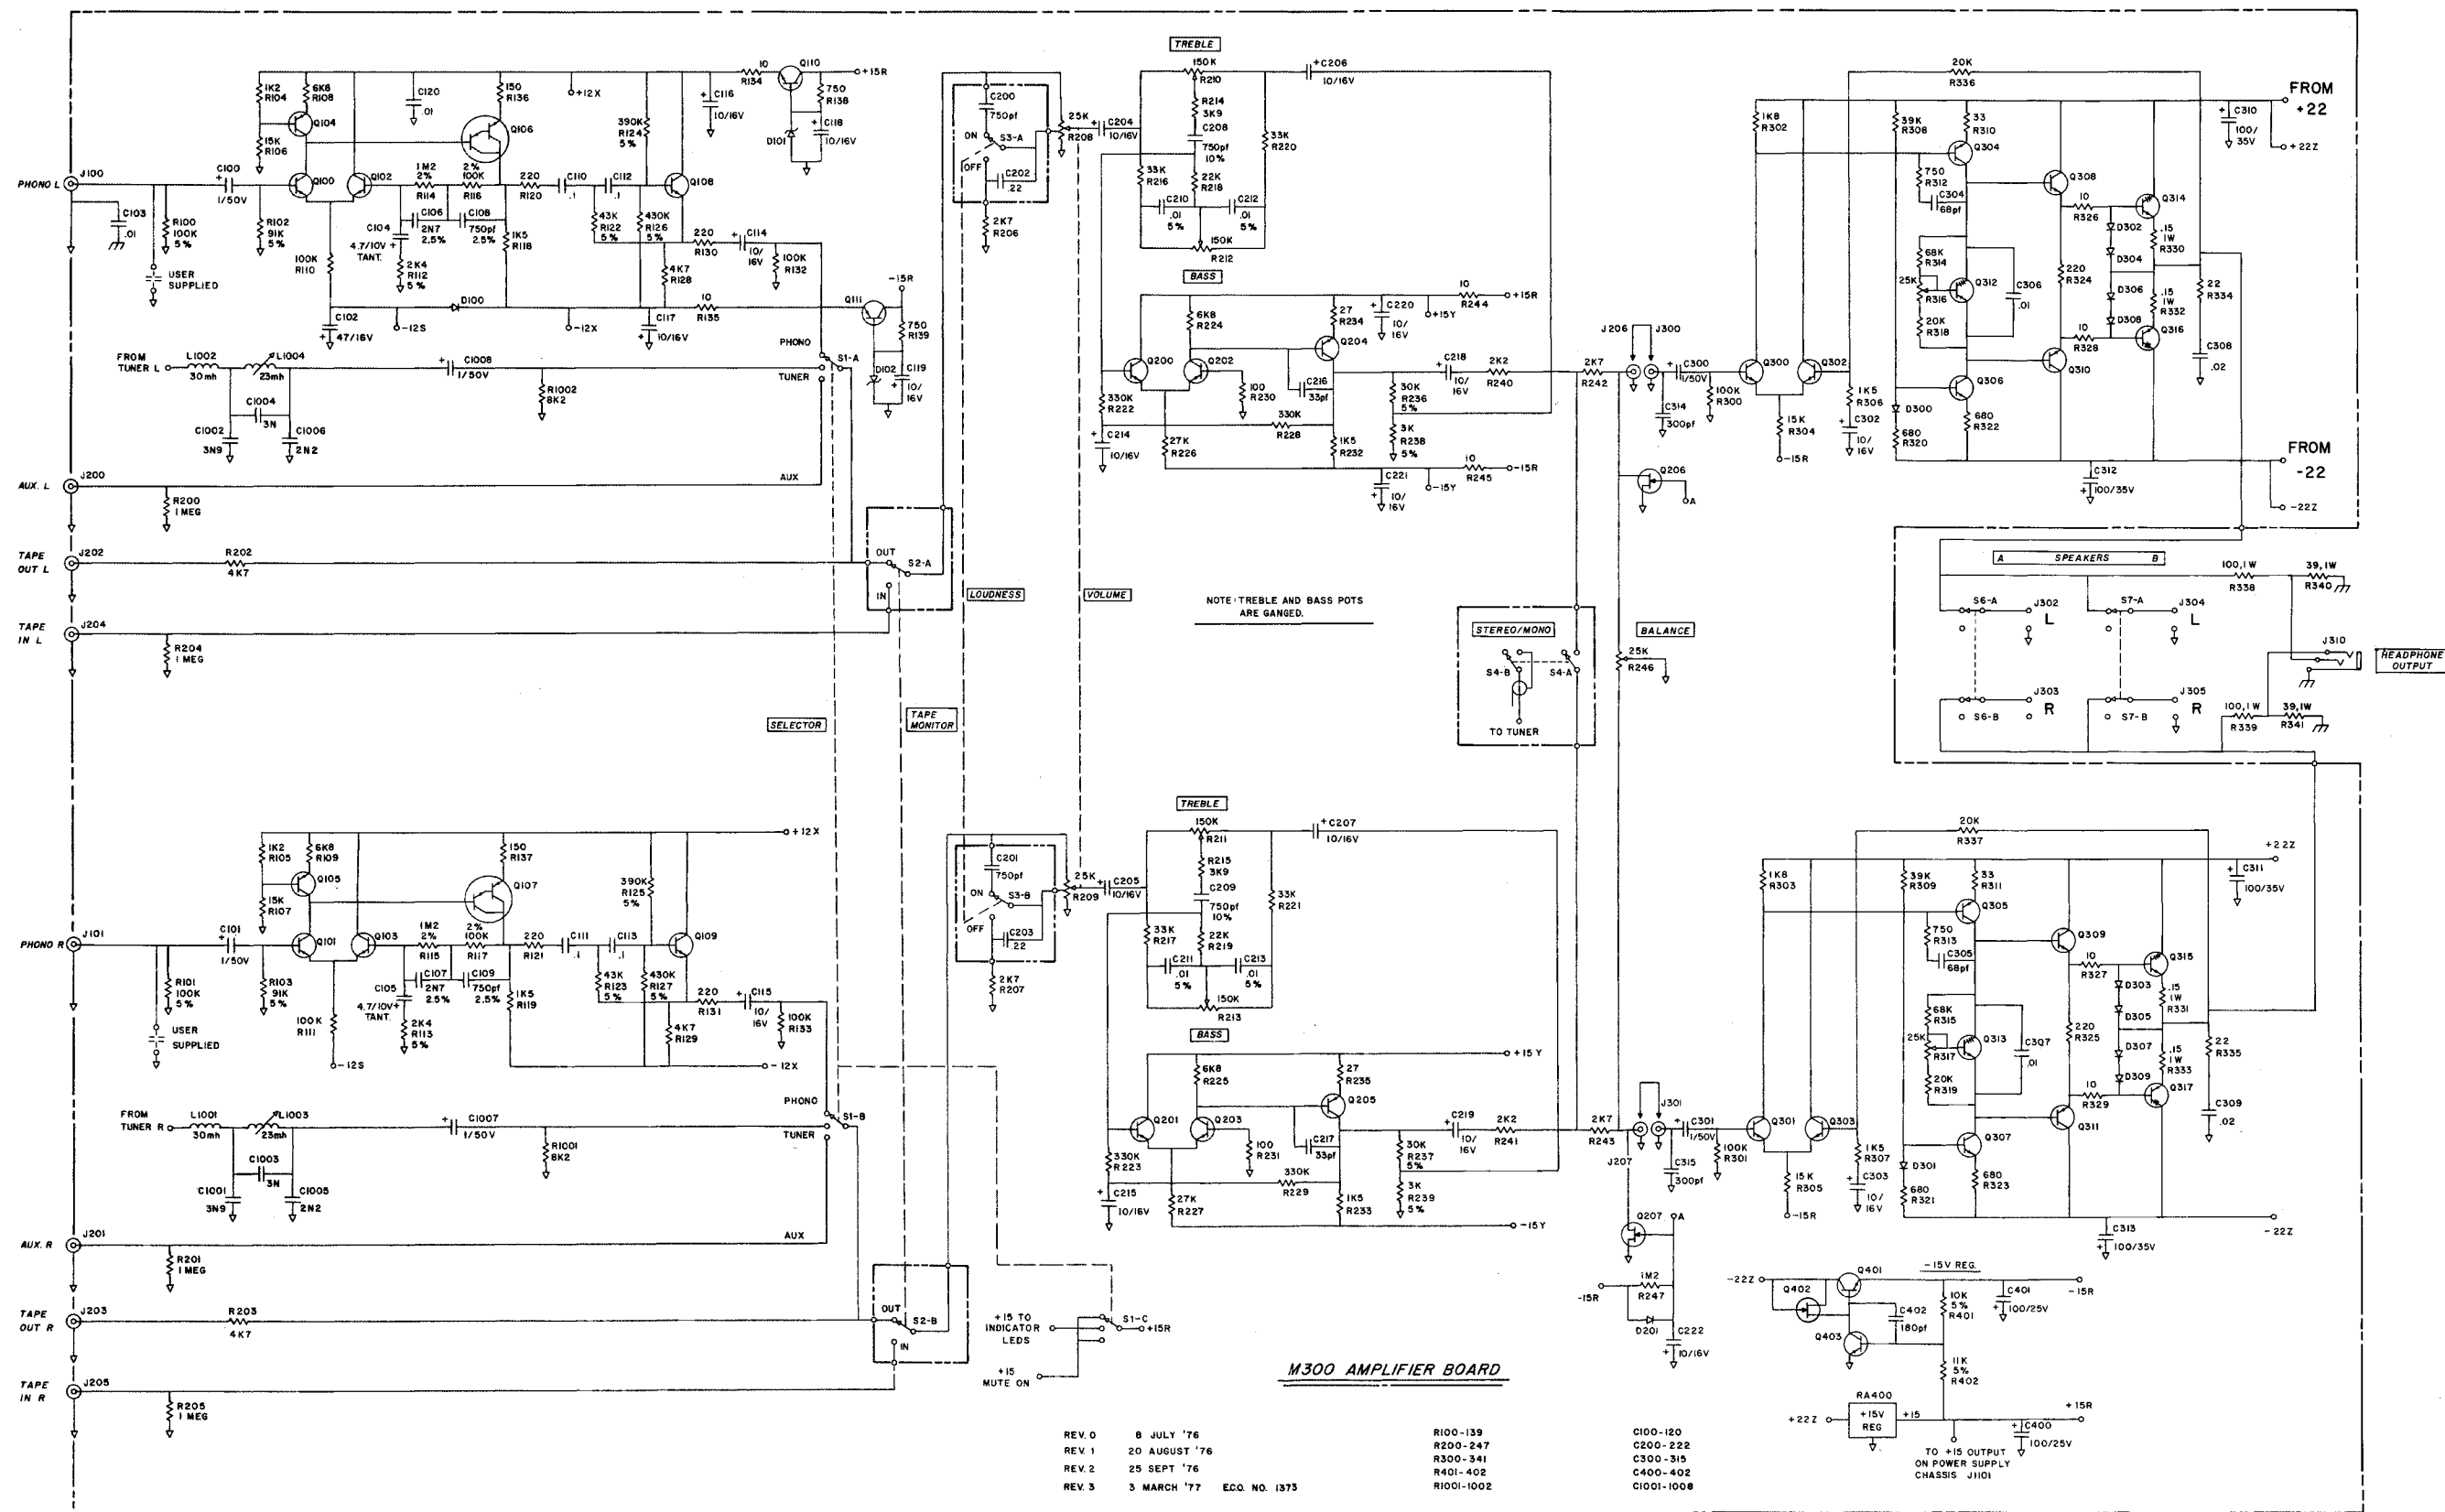 TREBLE
1K2
R104
6K8
R108
C120
.01
150
R136
+12X
390K
R124
5%
C116
10/16V
10
R134
Q110
+15R
750
R138
D101
C118
10/16V
Q104
15K
R106
Q106
PHONO L
J100
C103
.01
R100
100K
5%
C100
1/50V
R102
91K
5%
USER
SUPPLIED
Q100
Q102
1M2
2%
R114
2%
100K
R116
C106
2N7
2.5%
C108
750pf
2.5%
C104
4.7/10V
TANT.
2K4
R112
5%
100K
R110
220
R120
C110
.1
C112
.1
Q108
43K
R122
5%
430K
R126
5%
1K5
R118
220
R130
C114
10/
16V
100K
R132
4K7
R128
10
R135
-15R
Q111
750
R139
D102
C119
10/
16V
D100
C102
47/16V
-12S
-12X
C117
10/16V
FROM
TUNER L
L1002
30mh
L1004
23mh
C1004
3N
C1002
3N9
C1006
2N2
C1008
1/50V
R1002
8K2
PHONO
S1-A
TUNER
AUX
AUX. L
J200
R200
1 MEG
TAPE
OUT L
J202
R202
4K7
OUT
S2-A
IN
TAPE
IN L
J204
R204
1 MEG
C200
750pf
ON
S3-A
OFF
C202
.22
2K7
R206
25K
R208
C204
10/16V
150K
R210
R214
3K9
C208
750pf
10%
33K
R216
22K
R218
33K
R220
C206
10/16V
C210
.01
5%
C212
.01
5%
150K
R212
BASS
6K8
R224
27
R234
C220
10/
16V
+15Y
10
R244
+15R
Q200
Q202
Q204
C216
33pf
100
R230
330K
R222
330K
R228
C214
10/16V
27K
R226
1K5
R232
30K
R236
5%
3K
R238
5%
C218
10/
16V
2K2
R240
2K7
R242
C221
10/
16V
-15Y
10
R245
-15R
J206
J300
C300
1/50V
C314
300pf
100K
R300
Q206
A
1K8
R302
Q300
Q302
15K
R304
-15R
1K5
R306
C302
10/
16V
20K
R336
39K
R308
33
R310
Q304
750
R312
C304
68pf
68K
R314
25K
R316
20K
R318
Q312
C306
.01
Q306
D300
680
R320
680
R322
Q308
Q310
220
R324
10
R326
10
R328
D302
D304
D306
D308
Q314
.15
1W
R330
.15
1W
R332
Q316
22
R334
C308
.02
C310
100/
35V
FROM
+22
+22Z
FROM
-22
-22Z
C312
100/35V
A SPEAKERS B
100,1W
R338
39,1W
R340
S6-A
J302
L
S7-A
J304
L
S6-B
J303
R
S7-B
J305
R
100,1W
R339
39,1W
R341
J310
HEADPHONE
OUTPUT
LOUDNESS
VOLUME
NOTE: TREBLE AND BASS POTS
ARE GANGED.
STEREO/MONO
S4-B
S4-A
TO TUNER
BALANCE
25K
R246
SELECTOR
TAPE
MONITOR
1K2
R105
6K8
R109
150
R137
+12X
Q105
15K
R107
Q107
390K
R125
5%
PHONO R
J101
R101
100K
5%
C101
1/50V
R103
91K
5%
USER
SUPPLIED
Q101
Q103
1M2
2%
R115
2%
100K
R117
C107
2N7
2.5%
C109
750pf
2.5%
C105
4.7/10V
TANT.
2K4
R113
5%
100K
R111
-12S
220
R121
C111
.1
C113
.1
Q109
43K
R123
5%
430K
R127
5%
1K5
R119
220
R131
C115
10/
16V
100K
R133
4K7
R129
-12X
FROM
TUNER R
L1001
30mh
L1003
23mh
C1003
3N
C1001
3N9
C1005
2N2
C1007
1/50V
R1001
8K2
PHONO
S1-B
TUNER
AUX
AUX. R
J201
R201
1 MEG
TAPE
OUT R
J203
R203
4K7
OUT
S2-B
IN
TAPE
IN R
J205
R205
1 MEG
TREBLE
C201
750pf
ON
S3-B
OFF
C203
.22
2K7
R207
25K
R209
C205
10/16V
150K
R211
R215
3K9
C209
750pf
10%
33K
R217
22K
R219
33K
R221
C207
10/16V
C211
.01
5%
C213
.01
5%
150K
R213
BASS
6K8
R225
27
R235
+15Y
Q201
Q203
Q205
C217
33pf
100
R231
330K
R223
330K
R229
C215
10/16V
27K
R227
1K5
R233
30K
R237
5%
3K
R239
5%
C219
10/
16V
2K2
R241
2K7
R243
-15Y
J207
J301
C301
1/50V
C315
300pf
100K
R301
Q207
A
1M2
R247
-15R
D201
C222
10/16V
1K8
R303
Q301
Q303
15K
R305
-15R
1K5
R307
C303
10/
16V
20K
R337
39K
R309
33
R311
Q305
750
R313
C305
68pf
68K
R315
25K
R317
20K
R319
Q313
C307
.01
Q307
D301
680
R321
680
R323
Q309
Q311
220
R325
10
R327
10
R329
D303
D305
D307
D309
Q315
.15
1W
R331
.15
1W
R333
Q317
22
R335
C309
.02
+22Z
C311
100/35V
C313
100/35V
-22Z
+15 TO
INDICATOR
LEDS
S1-C
+15R
+15
MUTE ON
-15V REG.
-22Z
Q401
Q402
Q403
C402
180pf
10K
5%
R401
C401
100/25V
-15R
11K
5%
R402
RA400
+22Z
+15V
REG
+15
+15R
C400
100/25V
TO +15 OUTPUT
ON POWER SUPPLY
CHASSIS J1101
M300 AMPLIFIER BOARD
REV. 0 8 JULY '76
REV. 1 20 AUGUST '76
REV. 2 25 SEPT '76
REV. 3 3 MARCH '77 E.C.O. NO. 1373
R100-139
R200-247
R300-341
R401-402
R1001-1002
C100-120
C200-222
C300-315
C400-402
C1001-1008